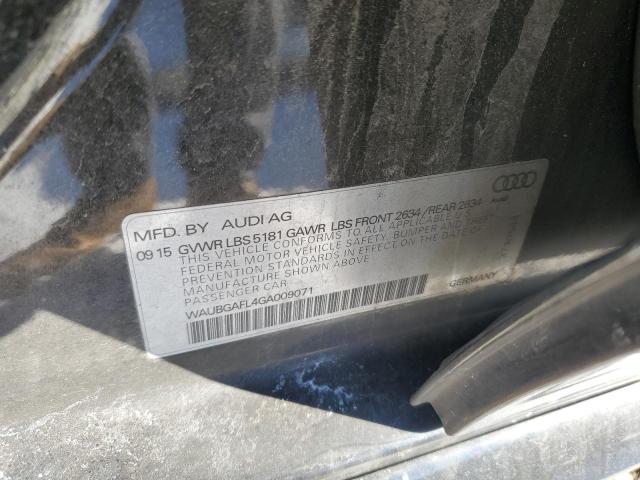 MFD. BY AUDI AG
09 15 GVWR LBS 5181 GAWR LBS FRONT 2634 / REAR 2634
THIS VEHICLE CONFORMS TO ALL APPLICABLE U.S.
FEDERAL MOTOR VEHICLE SAFETY, BUMPER AND THEFT
PREVENTION STANDARDS IN EFFECT ON THE DATE OF
MANUFACTURE SHOWN ABOVE.
PASSENGER CAR
WAUBGAFL4GA009071
GERMANY
Audi